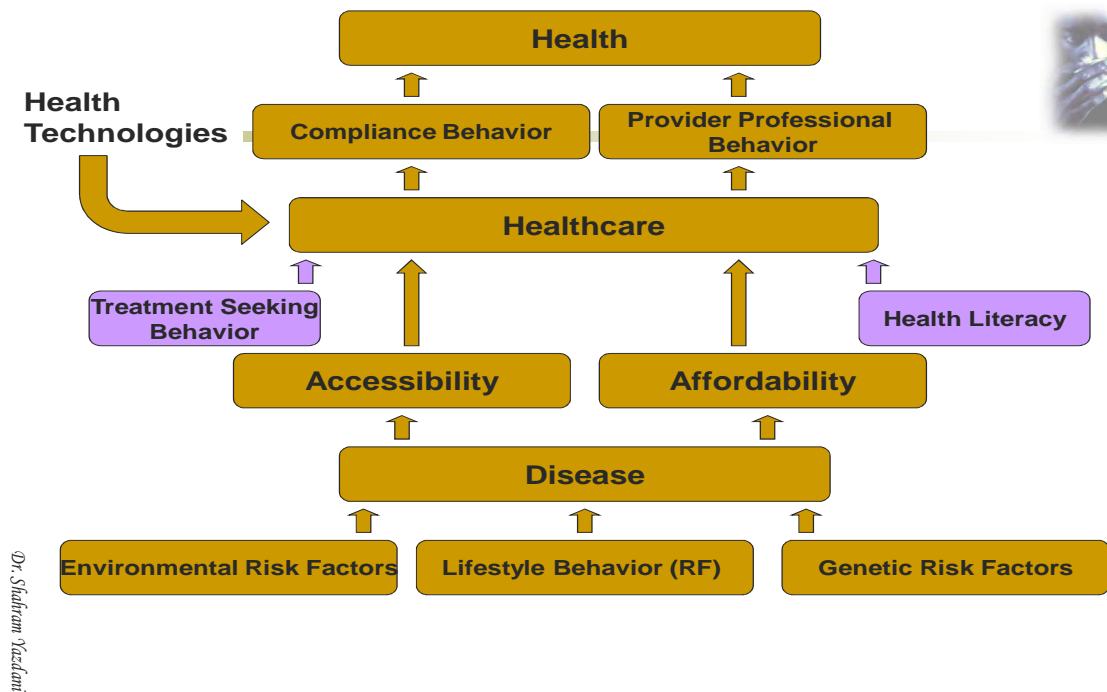 Health
Health
Technologies
Compliance Behavior
Provider Professional
Behavior
Healthcare
Treatment Seeking
Behavior
Health Literacy
Accessibility
Affordability
Disease
Environmental Risk Factors
Lifestyle Behavior (RF)
Genetic Risk Factors
Dr. Shahram Yazdani